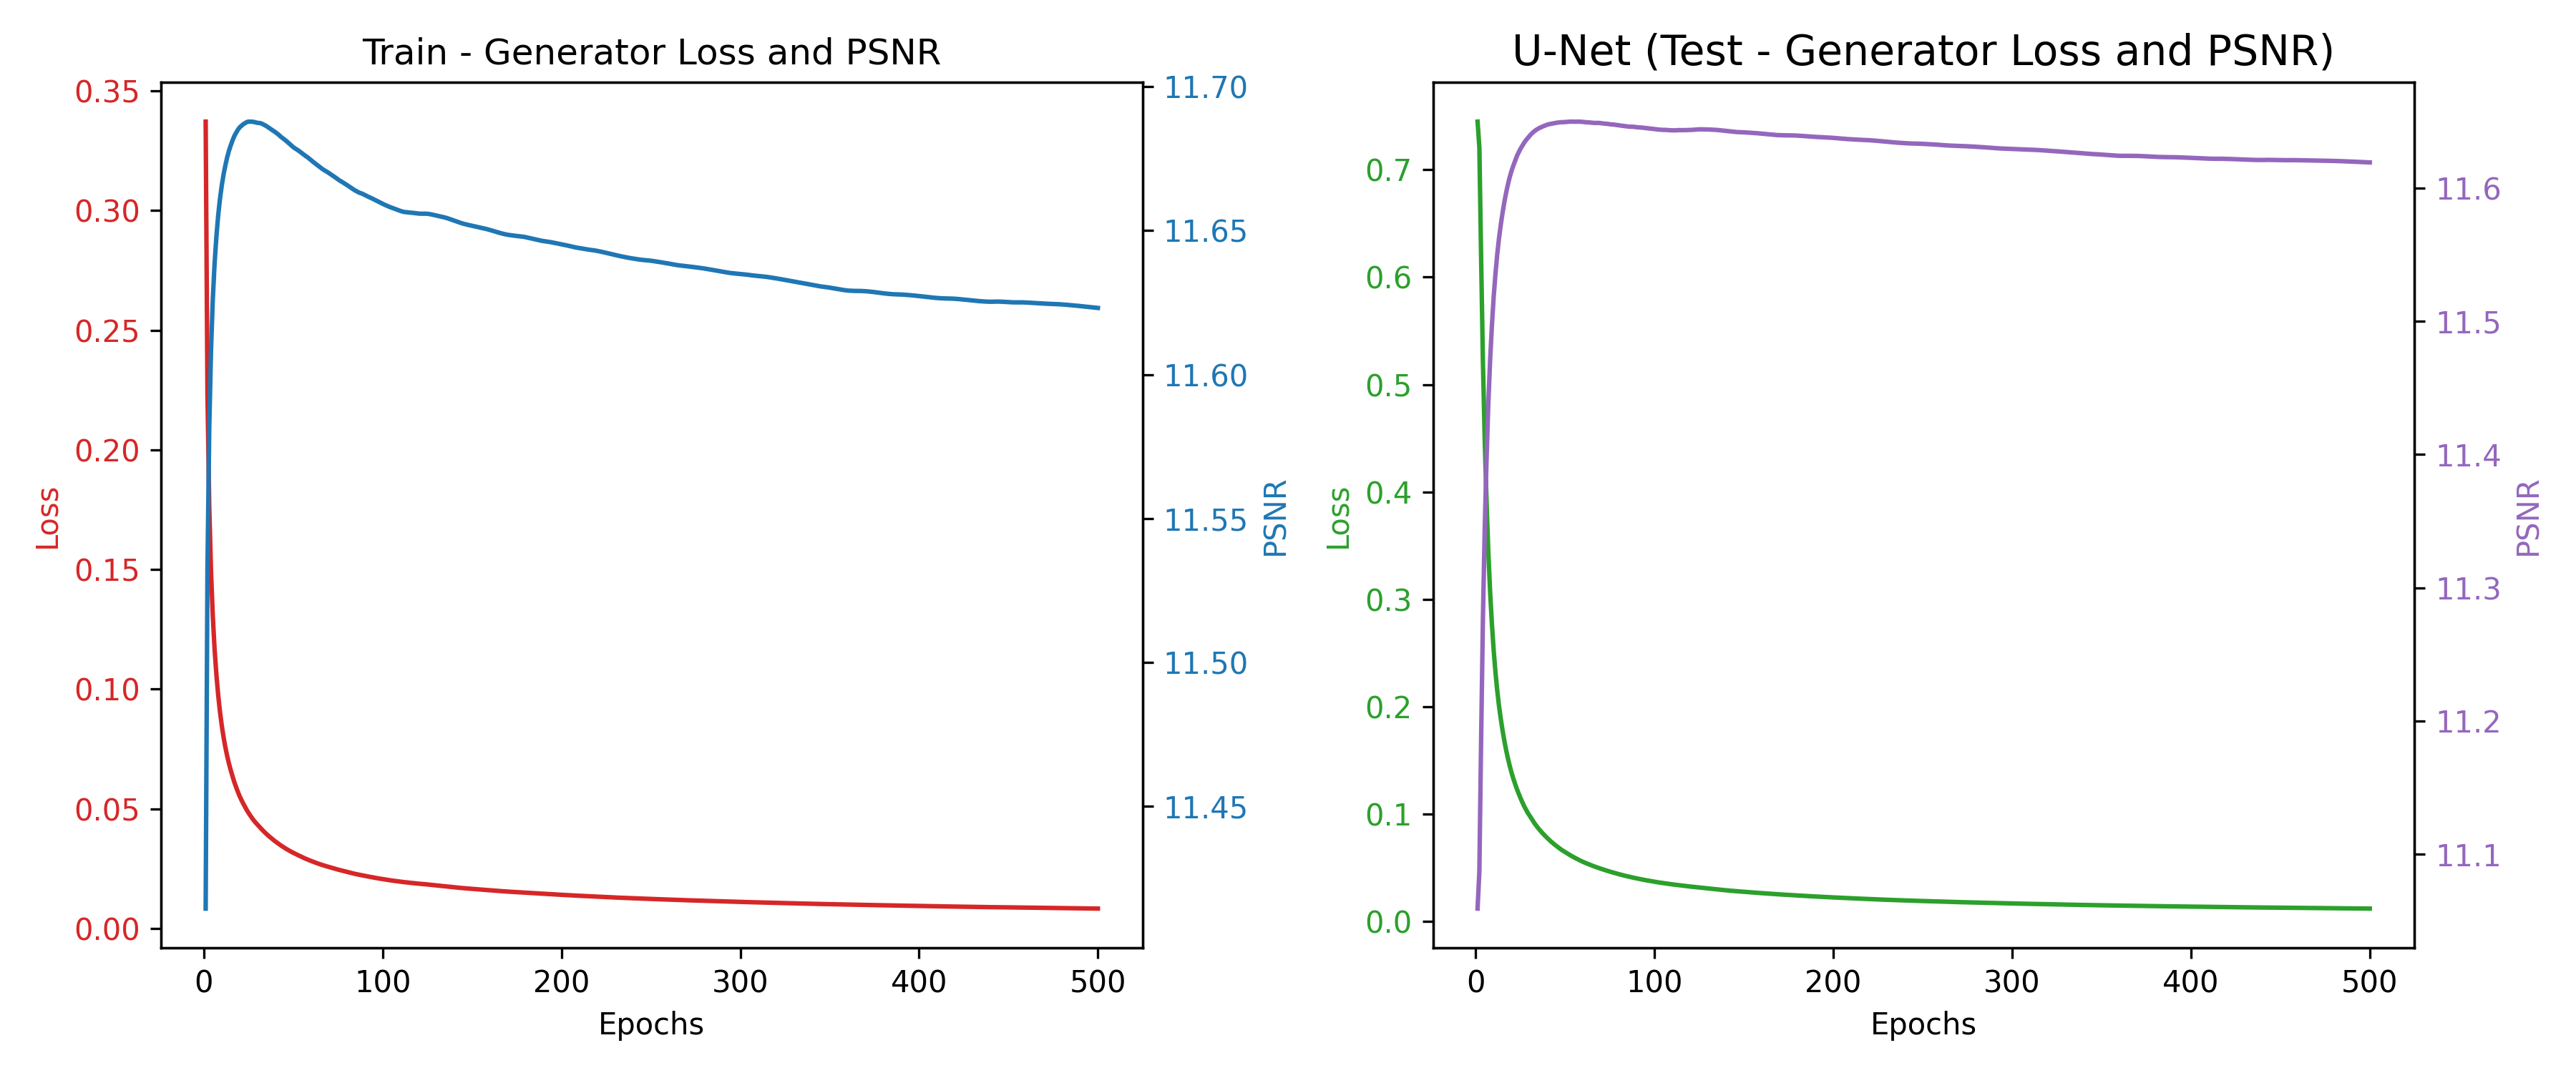 Train - Generator Loss and PSNR
0.35
0.30
0.25
0.20
0.15
0.10
0.05
0.00
Loss
11.70
11.65
11.60
11.55
11.50
11.45
PSNR
0 100 200 300 400 500
Epochs
U-Net (Test - Generator Loss and PSNR)
0.7
0.6
0.5
0.4
0.3
0.2
0.1
0.0
Loss
11.6
11.5
11.4
11.3
11.2
11.1
PSNR
0 100 200 300 400 500
Epochs